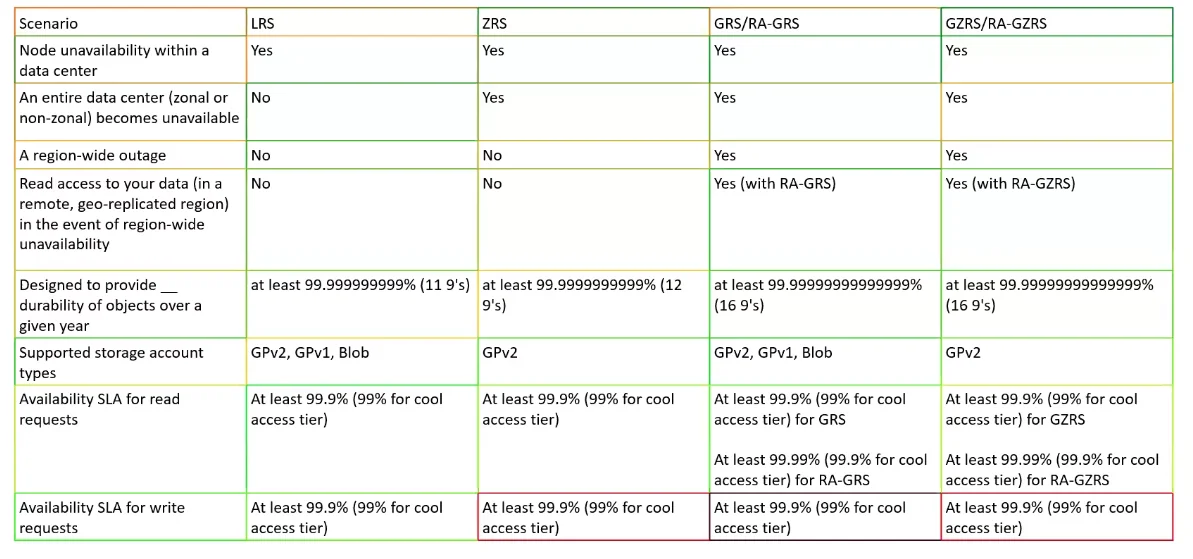 Scenario
LRS
ZRS
GRS/RA-GRS
GZRS/RA-GZRS
Node unavailability within a
data center
Yes
Yes
Yes
Yes
An entire data center (zonal or
non-zonal) becomes unavailable
No
Yes
Yes
Yes
A region-wide outage
No
No
Yes
Yes
Read access to your data (in a
remote, geo-replicated region)
in the event of region-wide
unavailability
No
No
Yes (with RA-GRS)
Yes (with RA-GZRS)
Designed to provide __
durability of objects over a
given year
at least 99.999999999% (11 9's)
at least 99.9999999999% (12
9's)
at least 99.99999999999999%
(16 9's)
at least 99.99999999999999%
(16 9's)
Supported storage account
types
GPv2, GPv1, Blob
GPv2
GPv2, GPv1, Blob
GPv2
Availability SLA for read
requests
At least 99.9% (99% for cool
access tier)
At least 99.9% (99% for cool
access tier)
At least 99.9% (99% for cool
access tier) for GRS
At least 99.99% (99.9% for cool
access tier) for RA-GRS
At least 99.9% (99% for cool
access tier) for GZRS
At least 99.99% (99.9% for cool
access tier) for RA-GZRS
Availability SLA for write
requests
At least 99.9% (99% for cool
access tier)
At least 99.9% (99% for cool
access tier)
At least 99.9% (99% for cool
access tier)
At least 99.9% (99% for cool
access tier)